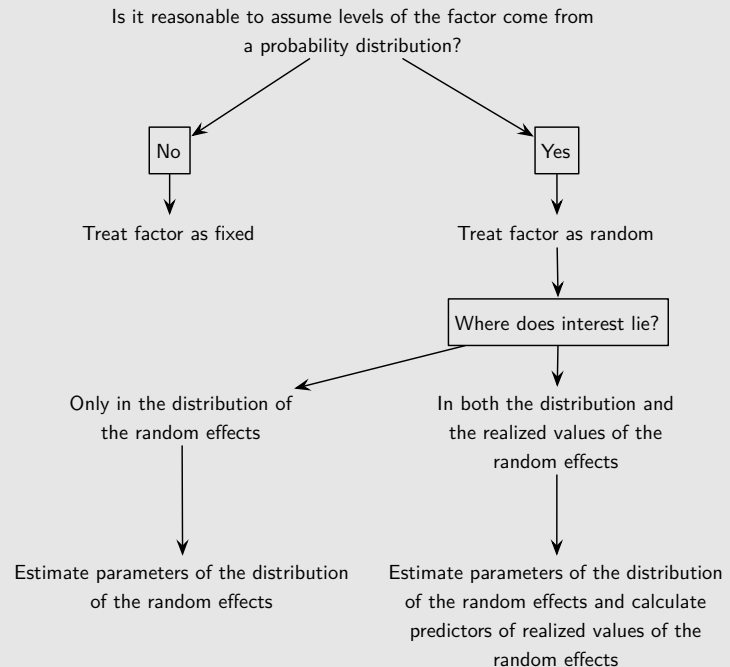 Is it reasonable to assume levels of the factor come from
a probability distribution?
No
Yes
Treat factor as fixed
Treat factor as random
Where does interest lie?
Only in the distribution of
the random effects
In both the distribution and
the realized values of the
random effects
Estimate parameters of the distribution
of the random effects
Estimate parameters of the distribution
of the random effects and calculate
predictors of realized values of the
random effects